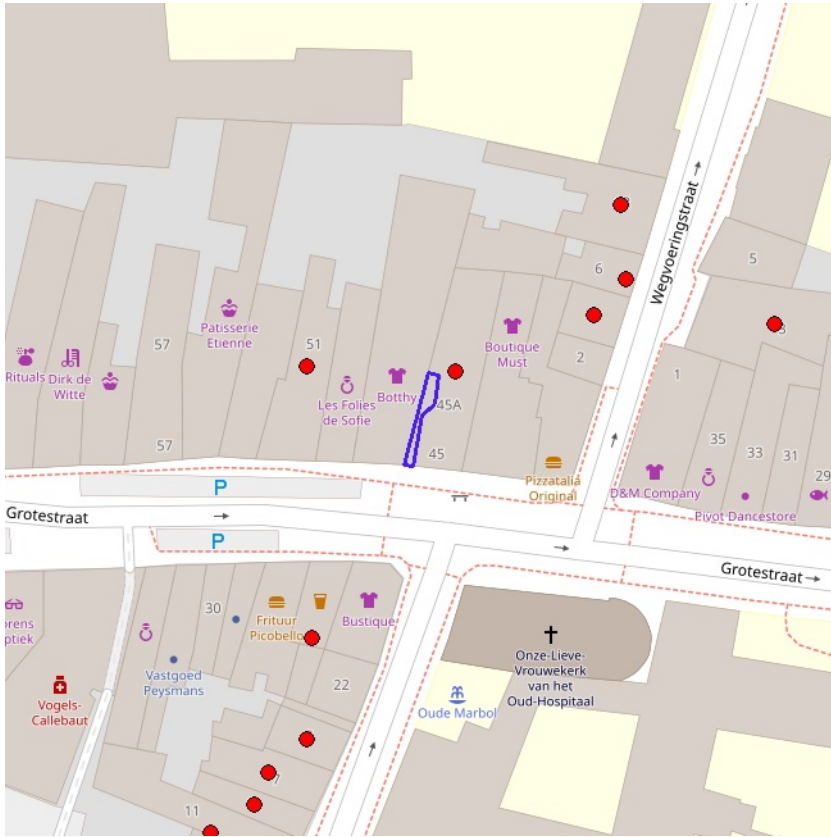 Wegvoeringstraat
6
5
57
Patisserie
Etienne
51
Boutique
Must
2
3
Rituals
Dirk de
Witte
Les Folies
de Sofie
Botthy
45A
1
35
33
31
29
57
45
Pizzatalia
Original
D&M Company
Pivot Dancestore
P
Grotestraat
P
Grotestraat
30
Frituur
Picobello
Bustique
Vastgoed
Peysmans
22
Onze-Lieve-
Vrouwekerk
van het
Oud-Hospitaal
Oude Marbol
orens
ptiek
Vogels-
Callebaut
11